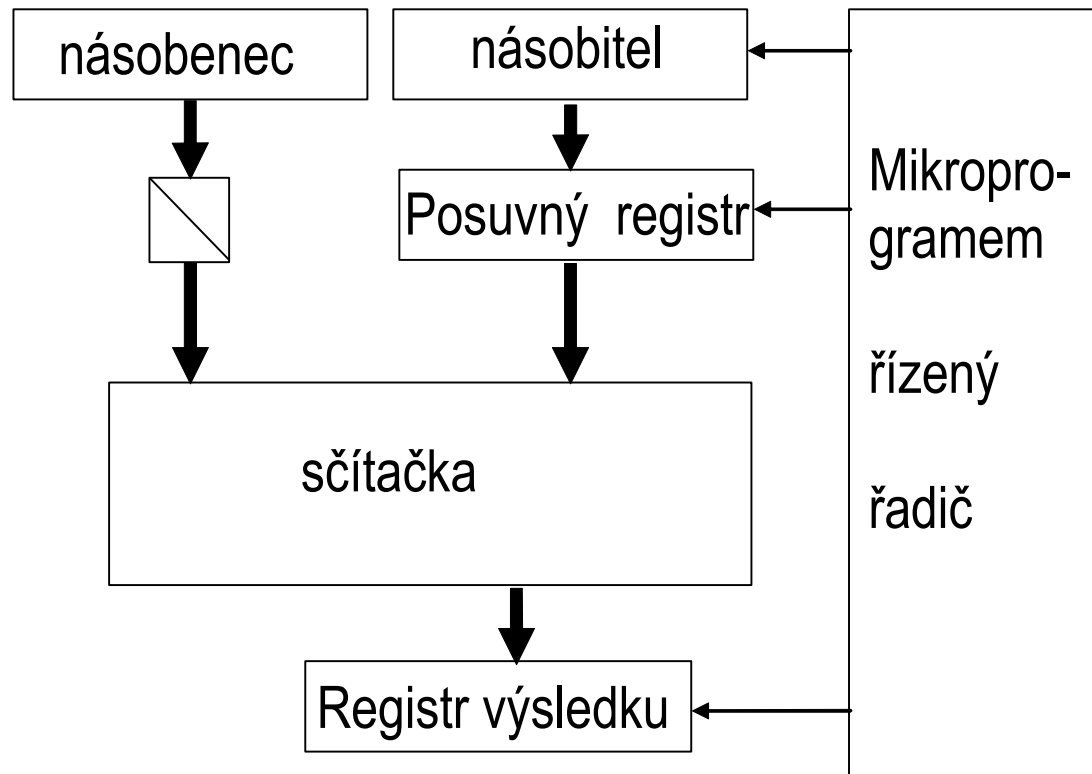 násobenec
násobitel
Posuvný registr
sčítačka
Registr výsledku
Mikropro-
gramem
řízený
řadič